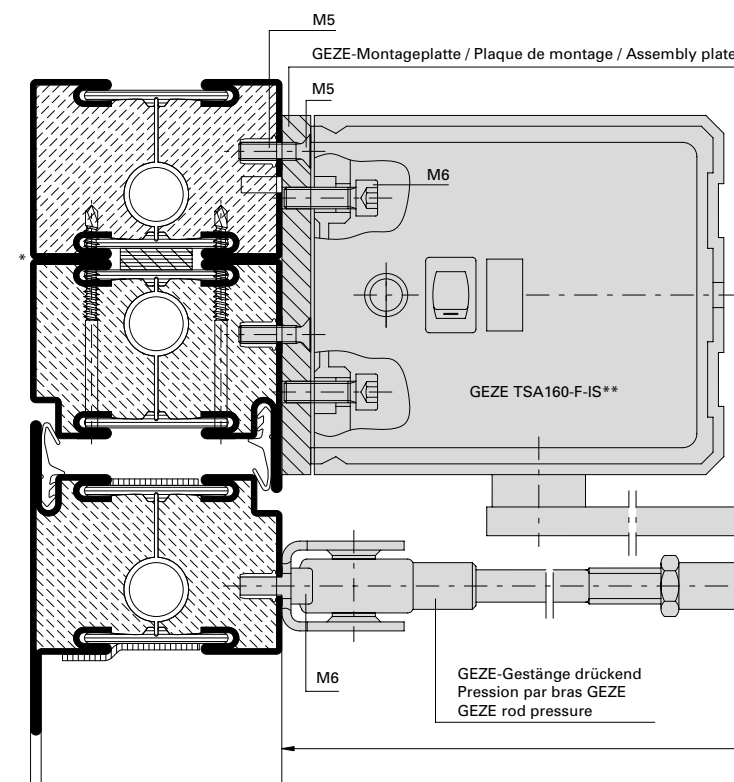 M5
GEZE-Montageplatte / Plaque de montage / Assembly plate
M5
M6
*
GEZE TSA160-F-IS**
M6
GEZE-Gestänge drückend
Pression par bras GEZE
GEZE rod pressure